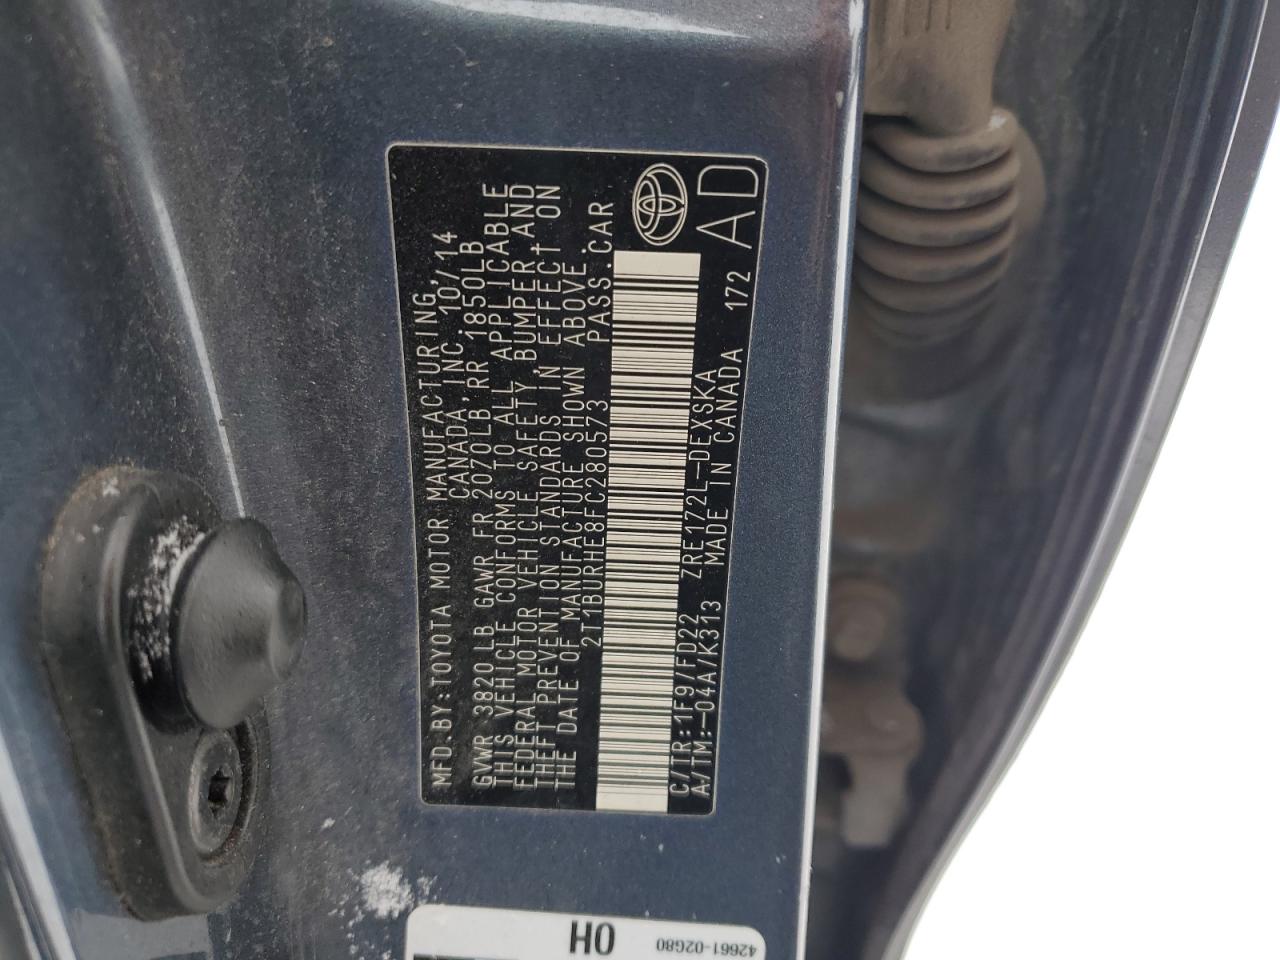 MFD.BY:TOYOTA MOTOR MANUFACTURING,
CANADA,INC. 10/14
GVWR 3820LB GAWR FR 2070LB,RR 1850LB
THIS VEHICLE CONFORMS TO ALL APPLICABLE
FEDERAL MOTOR VEHICLE SAFETY,BUMPER,AND
THEFT PREVENTION STANDARDS IN EFFECT ON
THE DATE OF MANUFACTURE SHOWN ABOVE.
2T1BURHE8FC280573 PASS.CAR
C/TR:1F9/FD22 ZRE172L-DEXSKA
A/TM:-04A/K313 MADE IN CANADA 172
AD
0H
42661-02G80